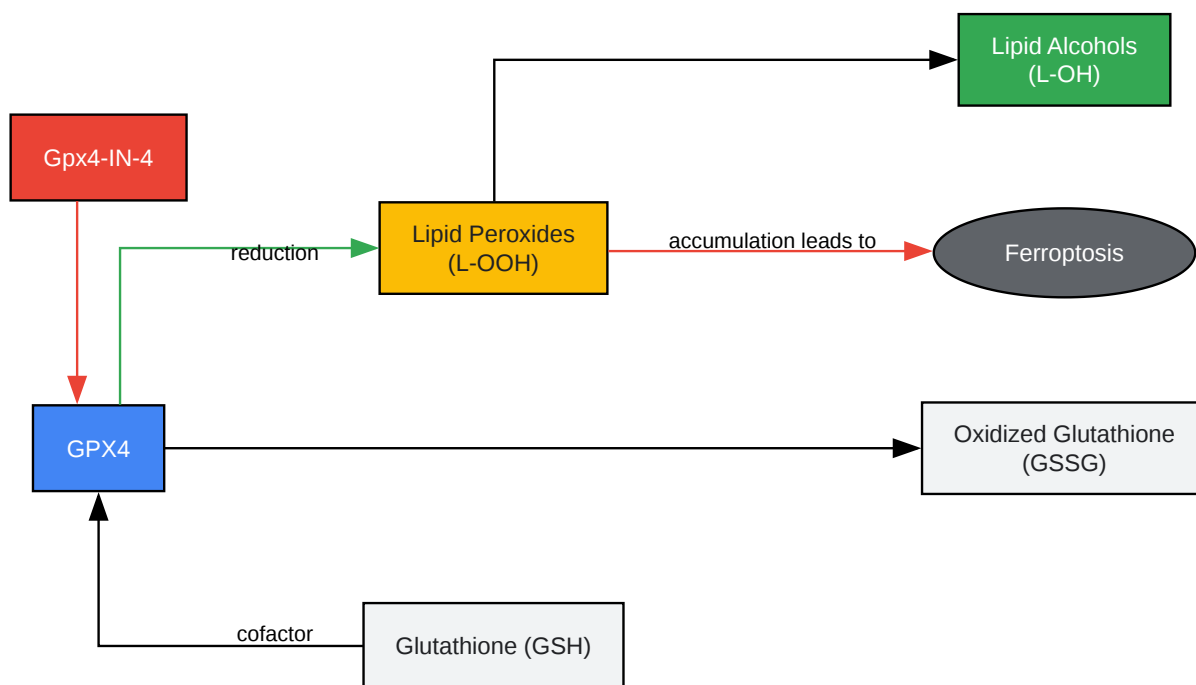 Lipid Alcohols
(L-OH)
Gpx4-IN-4
Lipid Peroxides
(L-OOH)
reduction
accumulation leads to
Ferroptosis
GPX4
Oxidized Glutathione
(GSSG)
cofactor
Glutathione (GSH)